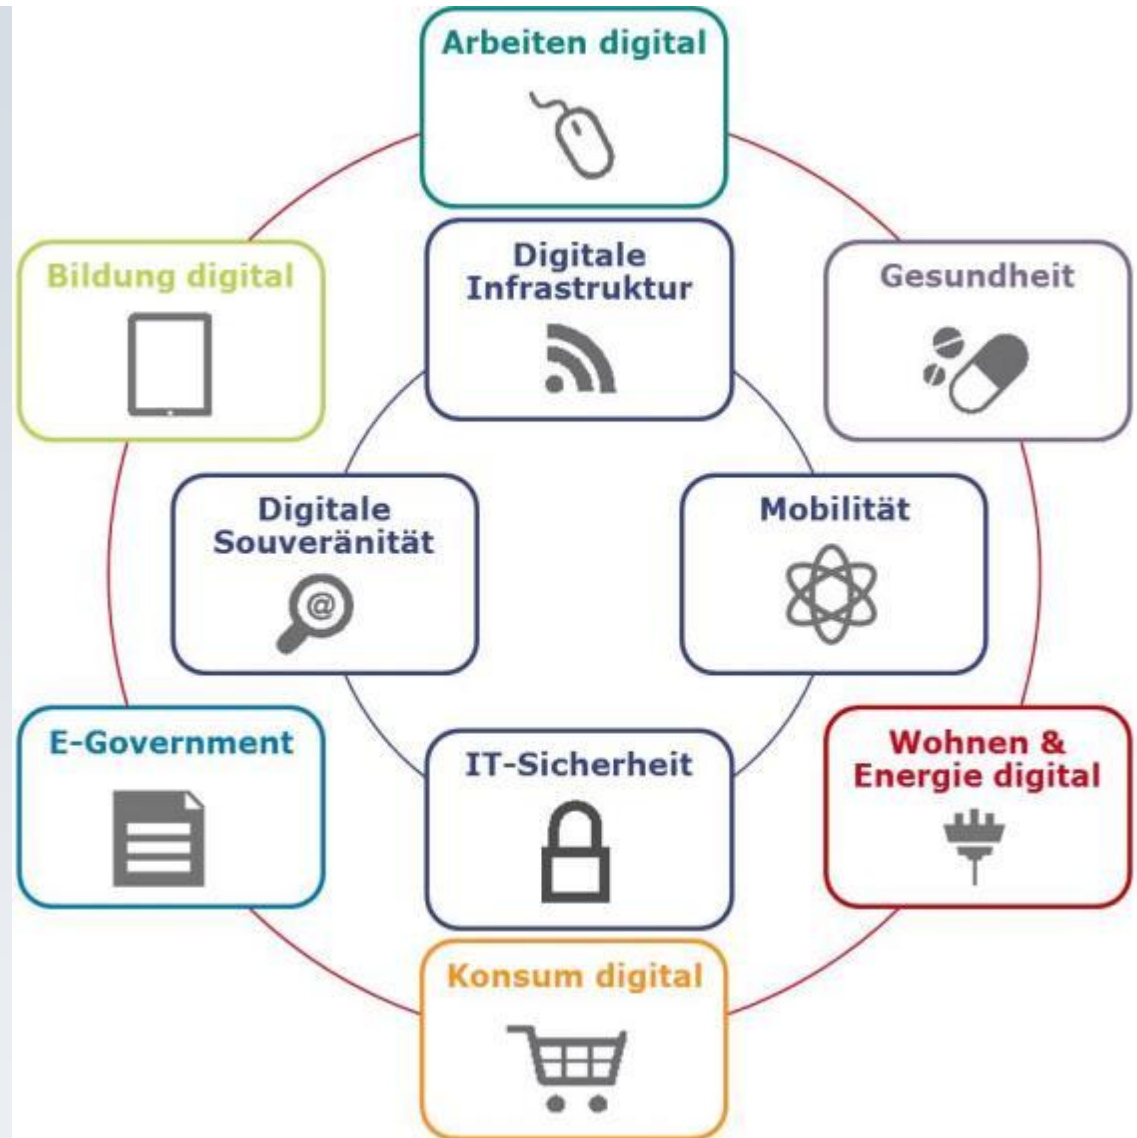 Arbeiten digital
Digitale
Infrastruktur
Bildung digital
Gesundheit
Digitale
Souveränität
@
Mobilität
E-Government
IT-Sicherheit
Wohnen &
Energie digital
Konsum digital